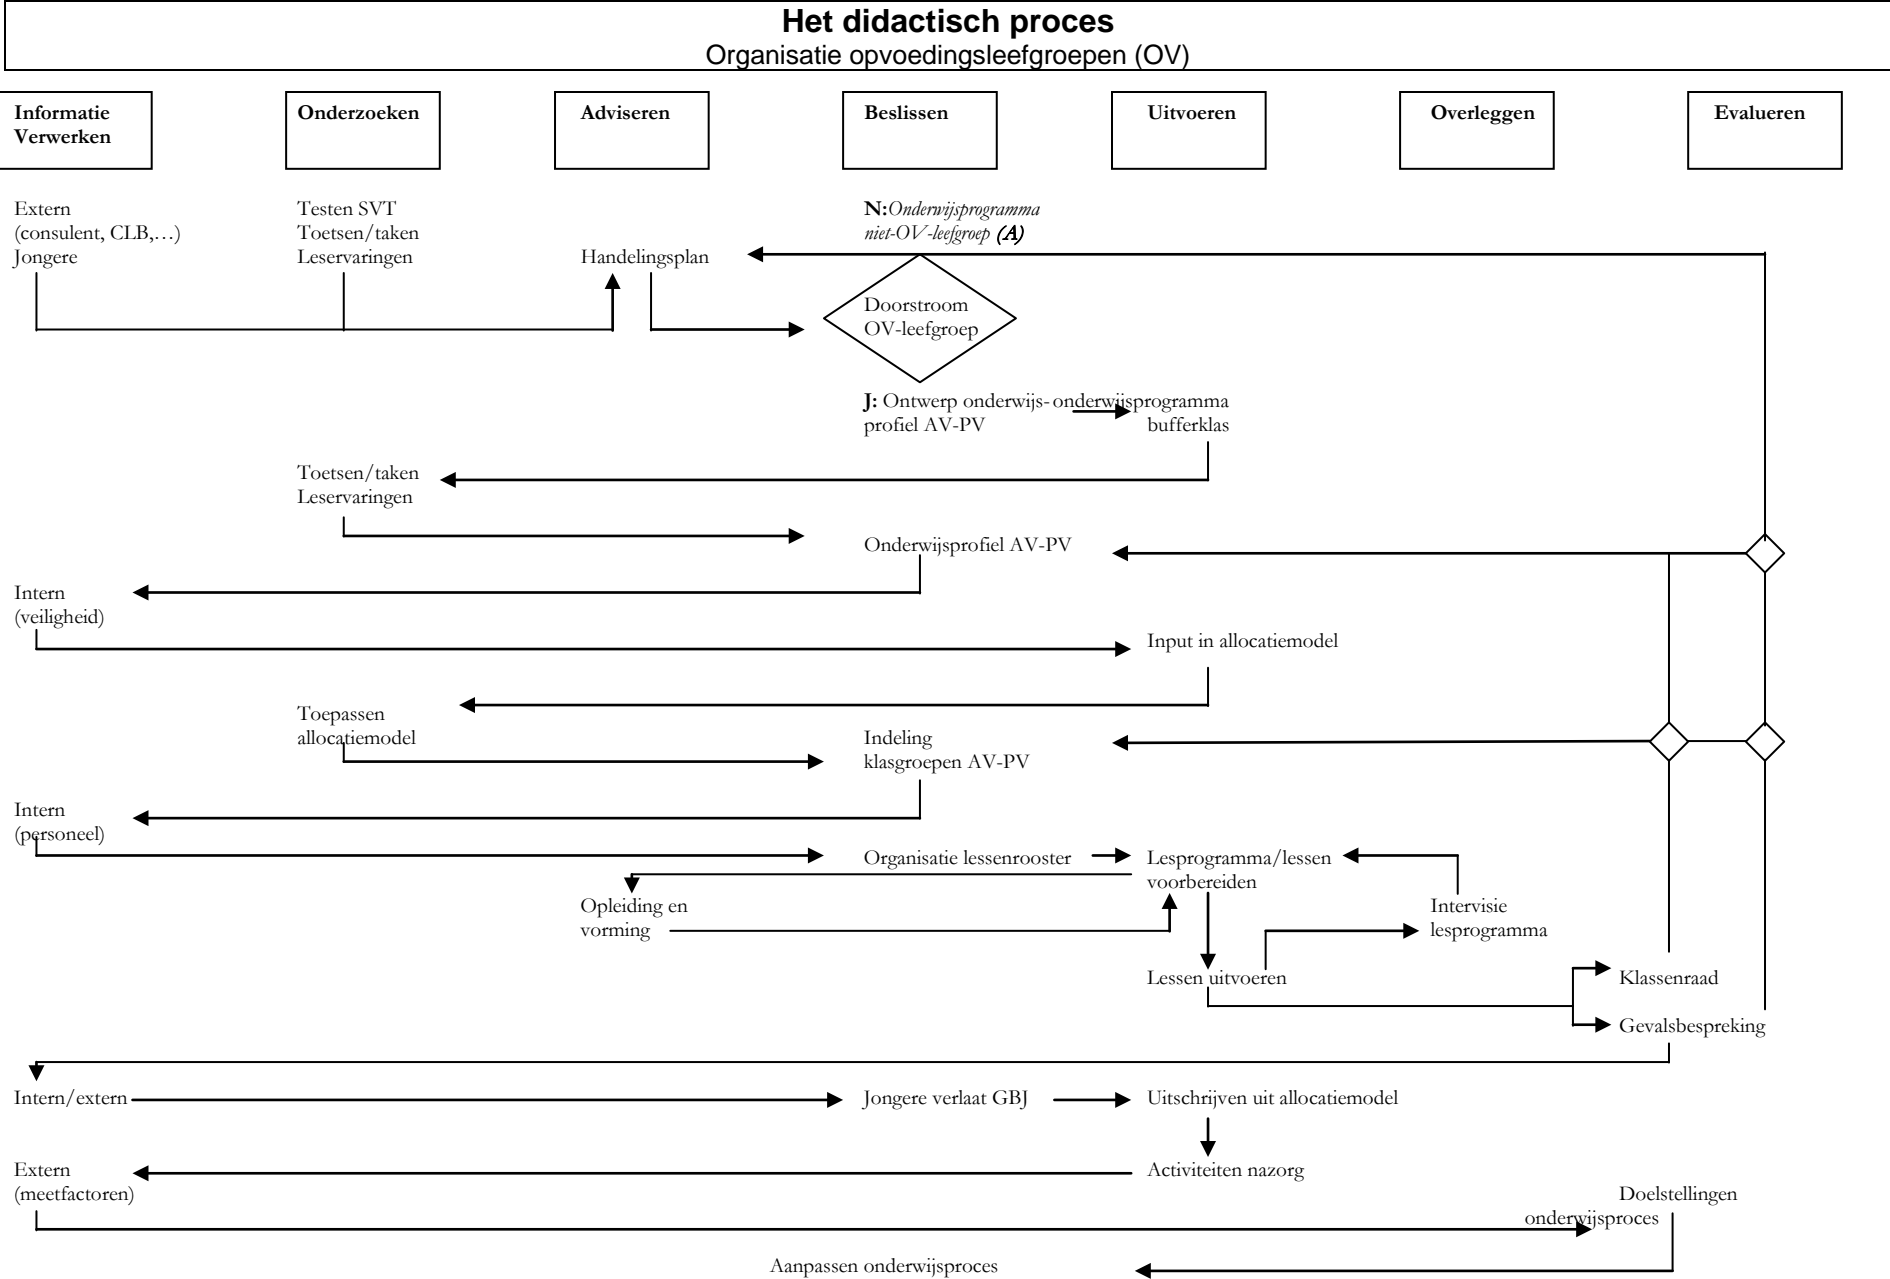 Het didactisch proces
Organisatie opvoedingsleefgroepen (OV)
Informatie
Verwerken
Onderzoeken
Adviseren
Beslissen
Uitvoeren
Overleggen
Evalueren
Extern
(consulent, CLB,…)
Jongere
Testen SVT
Toetsen/taken
Leservaringen
Handelingsplan
N:Onderwijsprogramma
niet-OV-leefgroep (A)
Doorstroom
OV-leefgroep
J: Ontwerp onderwijs-
profiel AV-PV
onderwijsprogramma
bufferklas
Toetsen/taken
Leservaringen
Onderwijsprofiel AV-PV
Intern
(veiligheid)
Input in allocatiemodel
Toepassen
allocatiemodel
Indeling
klasgroepen AV-PV
Intern
(personeel)
Organisatie lessenrooster
Lesprogramma/lessen
voorbereiden
Opleiding en
vorming
Intervisie
lesprogramma
Lessen uitvoeren
Klassenraad
Gevalsbespreking
Intern/extern
Jongere verlaat GBJ
Uitschrijven uit allocatiemodel
Extern
(meetfactoren)
Activiteiten nazorg
Doelstellingen
onderwijsproces
Aanpassen onderwijsproces